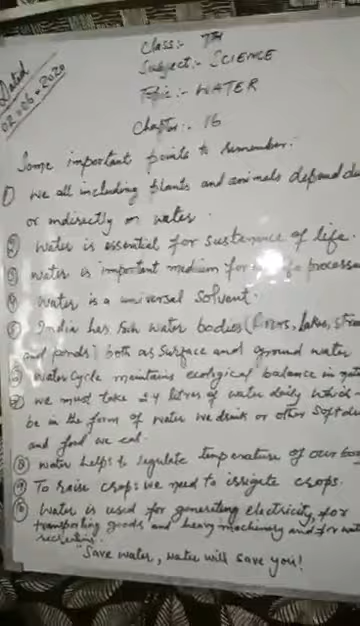 Dated
02-06-2020
Class:- 7TH
Subject:- SCIENCE
Topic:- WATER
Chapter:- 16
Some important points to remember:
① We all including plants and animals depend
or indirectly on water.
② Water is essential for sustenance of life.
③ Water is important medium for processes
④ Water is a universal solvent.
⑤ India has rich water bodies (rivers, lakes,
and ponds) both as surface and ground water
⑥ Water cycle maintains ecological balance in
⑦ We must take 2-4 litres of water daily which
be in the form of water we drink or other soft
and food we eat.
⑧ Water helps to regulate temperature of our
⑨ To raise crops we need to irrigate crops.
⑩ Water is used for generating electricity, for
transporting goods and heavy machinery and for
recreation.
"Save water, water will save you!